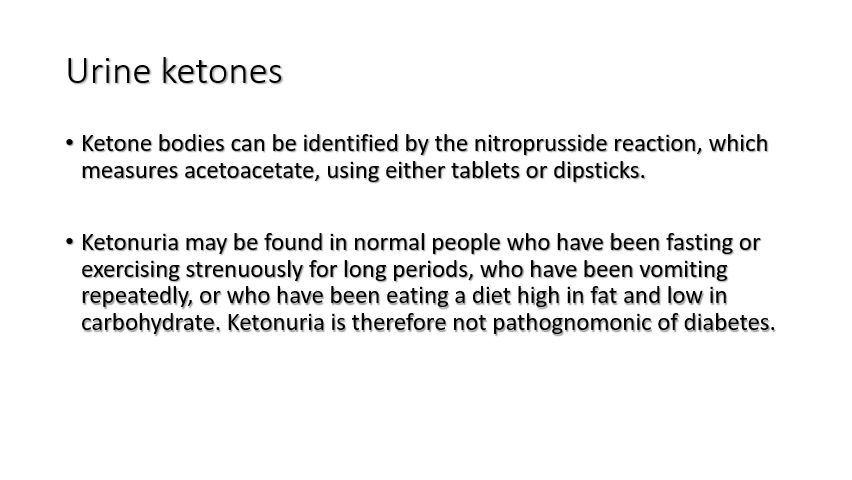 Urine ketones
• Ketone bodies can be identified by the nitroprusside reaction, which
measures acetoacetate, using either tablets or dipsticks.
• Ketonuria may be found in normal people who have been fasting or
exercising strenuously for long periods, who have been vomiting
repeatedly, or who have been eating a diet high in fat and low in
carbohydrate. Ketonuria is therefore not pathognomonic of diabetes.